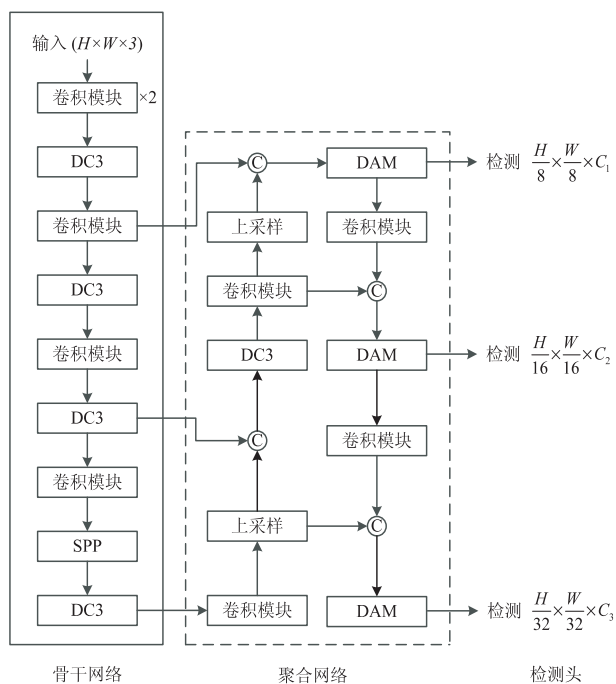 输入 (H×W×3)
卷积模块 ×2
DC3
卷积模块
DC3
卷积模块
DC3
卷积模块
SPP
DC3
骨干网络
C
DAM
上采样
卷积模块
卷积模块
C
DC3
DAM
C
卷积模块
上采样
C
卷积模块
DAM
聚合网络
检测 H/8×W/8×C₁
检测 H/16×W/16×C₂
检测 H/32×W/32×C₃
检测头